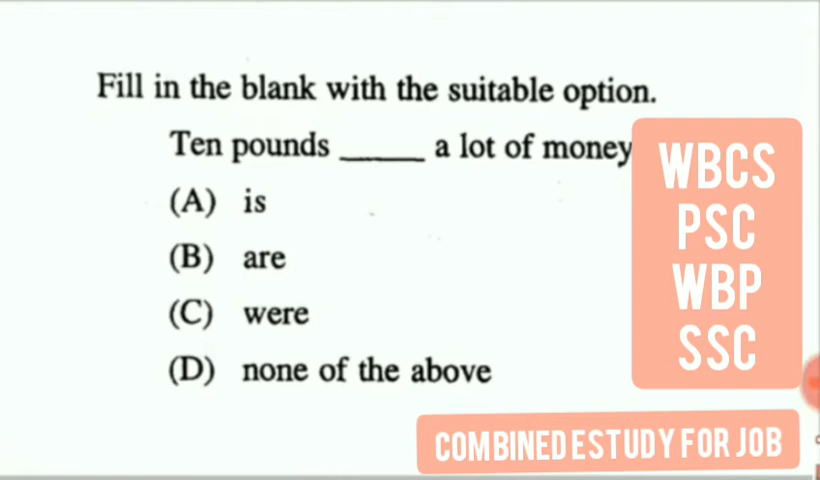 Fill in the blank with the suitable option.
Ten pounds _____ a lot of money
(A) is
(B) are
(C) were
(D) none of the above
WBCS
PSC
WBP
SSC
COMBINED ESTUDY FOR JOB